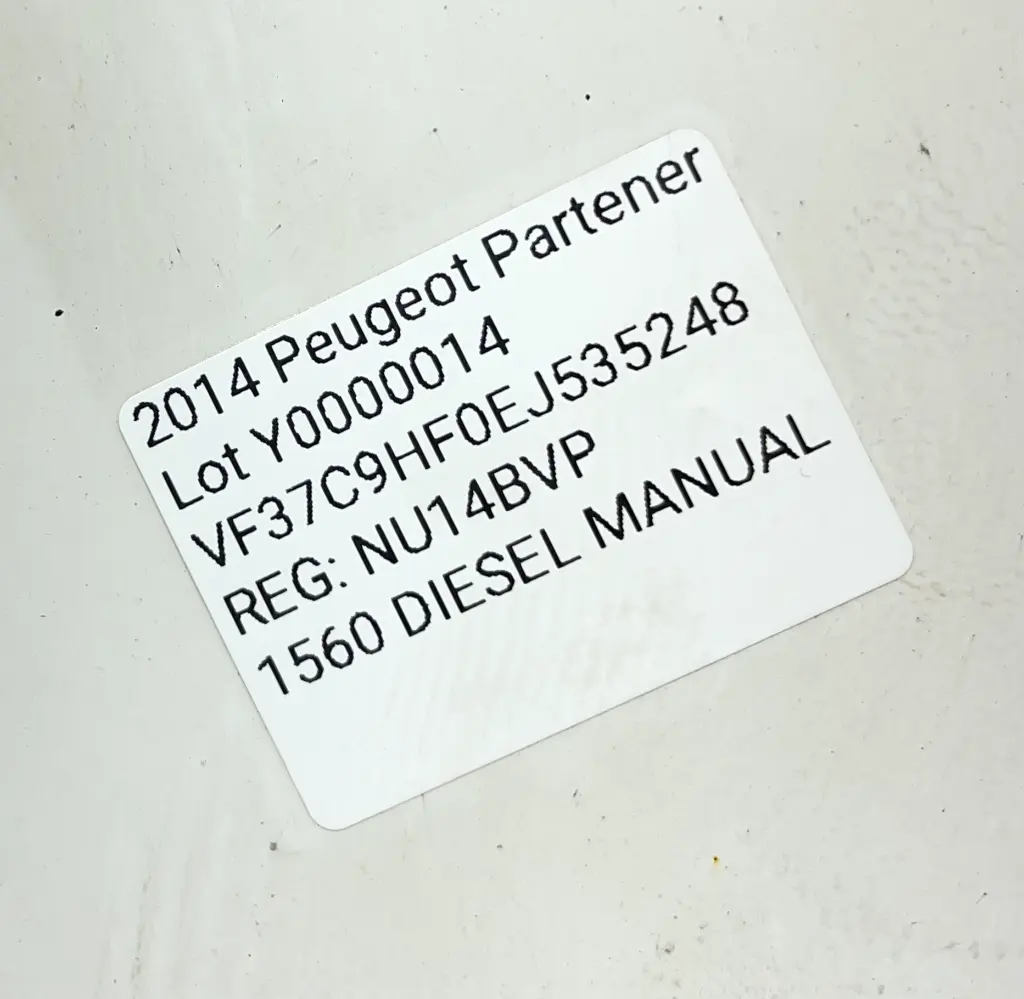 2014 Peugeot Partener
Lot Y0000014
VF37C9HF0EJ535248
REG: NU14BVP
1560 DIESEL MANUAL